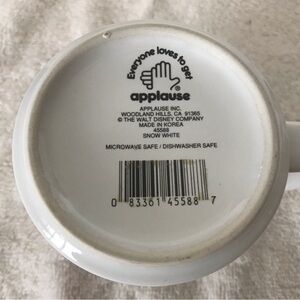 Everyone loves to get
applause
®
APPLAUSE INC.
WOODLAND HILLS, CA 91365
© THE WALT DISNEY COMPANY
MADE IN KOREA
45588
SNOW WHITE
MICROWAVE SAFE / DISHWASHER SAFE
0 83361 45588 7